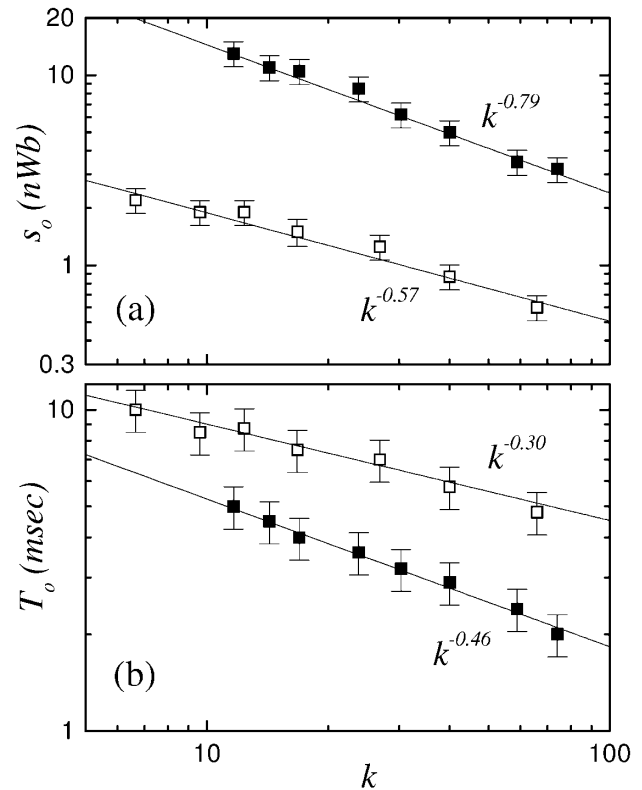 20
10
1
0.3
s_o (nWb)
k^-0.79
k^-0.57
(a)
10
1
T_o (msec)
k^-0.30
k^-0.46
(b)
10
100
k